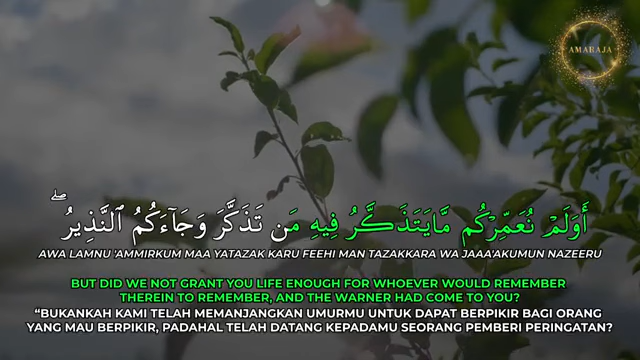 AMARAJA
أَوَلَمْ نُعَمِّرْكُم مَّا يَتَذَكَّرُ فِيهِ مَن تَذَكَّرَ وَجَآءَكُمُ ٱلنَّذِيرُ ۖ
AWA LAMNU 'AMMIRKUM MAA YATAZAK KARU FEEHI MAN TAZAKKARA WA JAAA'AKUMUN NAZEERU
BUT DID WE NOT GRANT YOU LIFE ENOUGH FOR WHOEVER WOULD REMEMBER
THEREIN TO REMEMBER, AND THE WARNER HAD COME TO YOU?
“BUKANKAH KAMI TELAH MEMANJANGKAN UMURMU UNTUK DAPAT BERPIKIR BAGI ORANG
YANG MAU BERPIKIR, PADAHAL TELAH DATANG KEPADAMU SEORANG PEMBERI PERINGATAN?